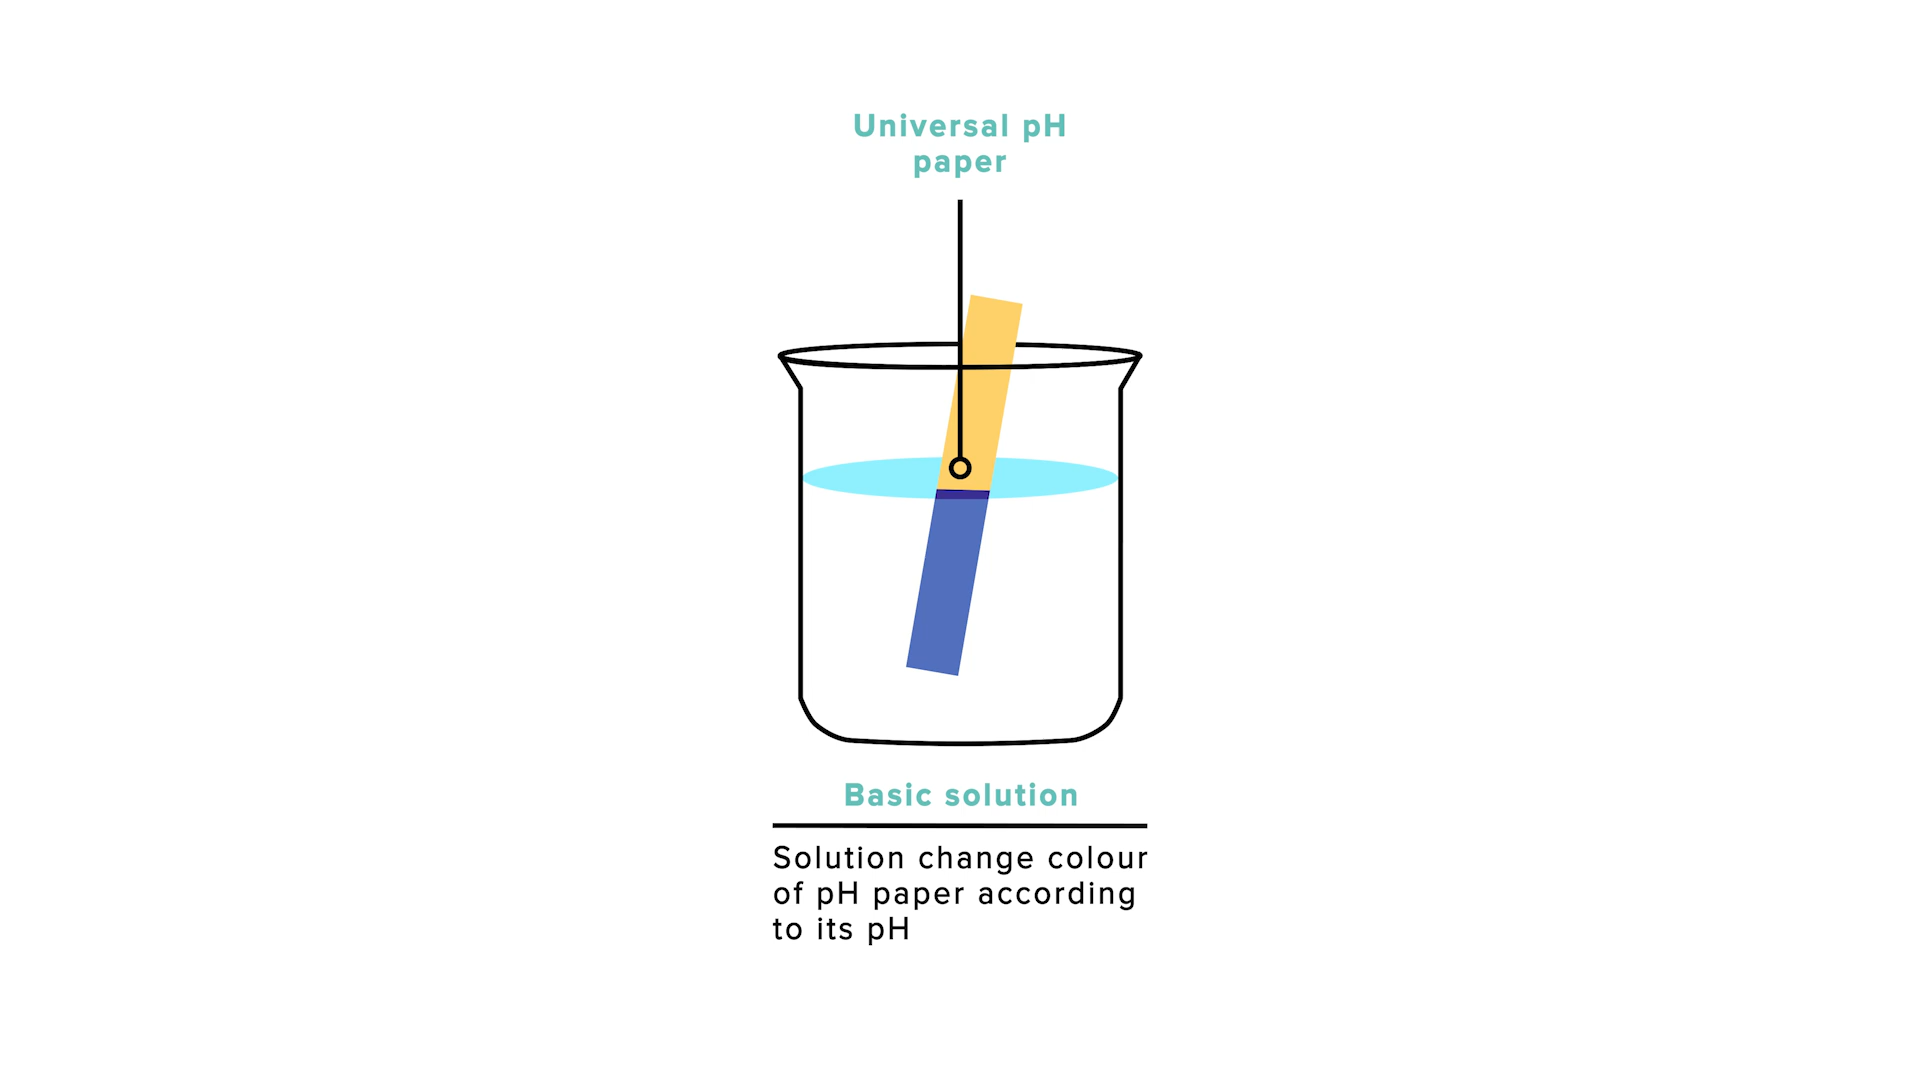 Universal pH
paper
Basic solution
Solution change colour
of pH paper according
to its pH